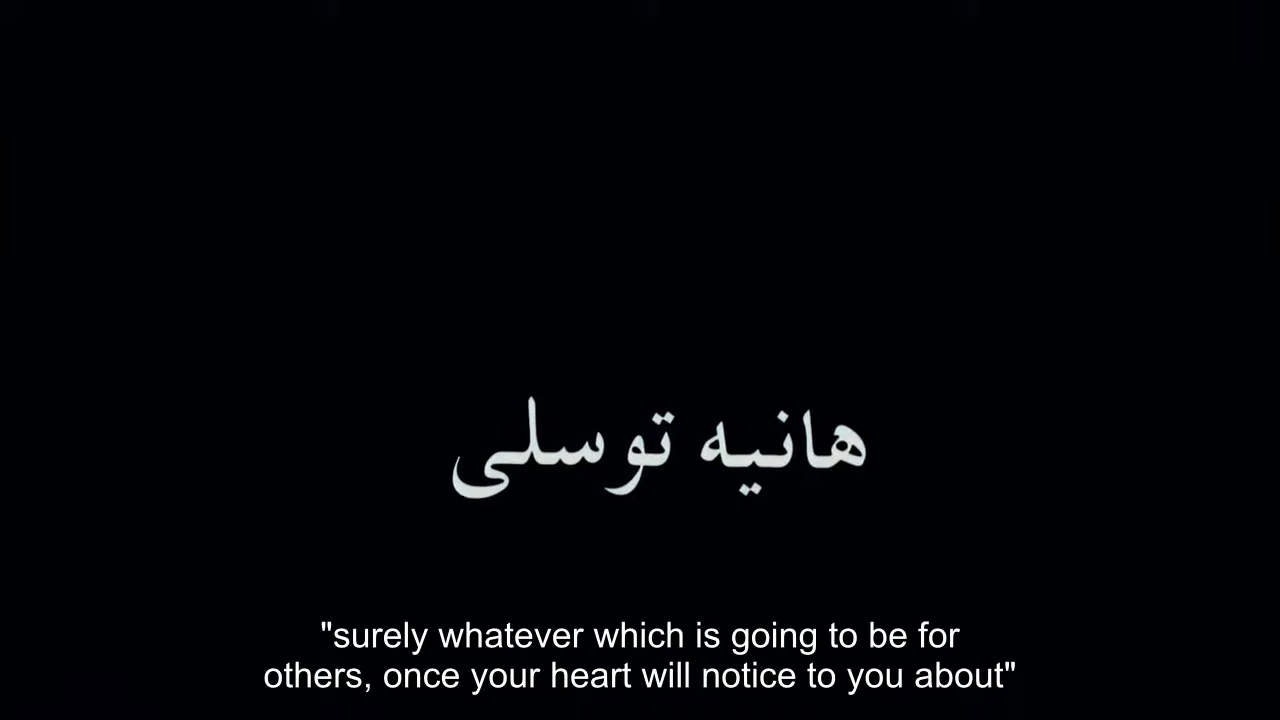 هانیه توسلی
"surely whatever which is going to be for
others, once your heart will notice to you about"